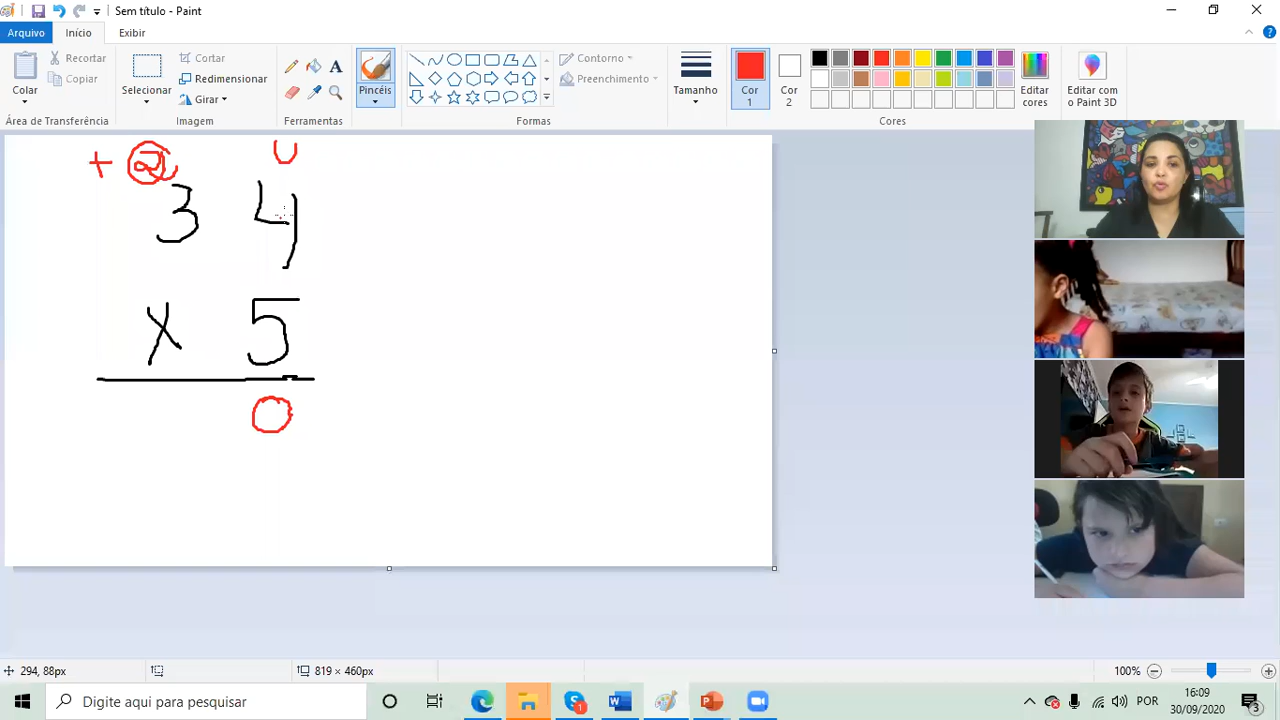 Sem título - Paint
Arquivo Início Exibir
Colar
Recortar
Copiar
Área de Transferência
Selecionar
Cortar
Redimensionar
Girar
Imagem
A
Ferramentas
Pincéis
Contorno
Preenchimento
Formas
Tamanho
Cor 1
Cor 2
Editar cores
Cores
Editar com o Paint 3D
+ 2 U
3 4
x 5
0
294, 88px
819 × 460px
100%
Digite aqui para pesquisar
POR
16:09
30/09/2020